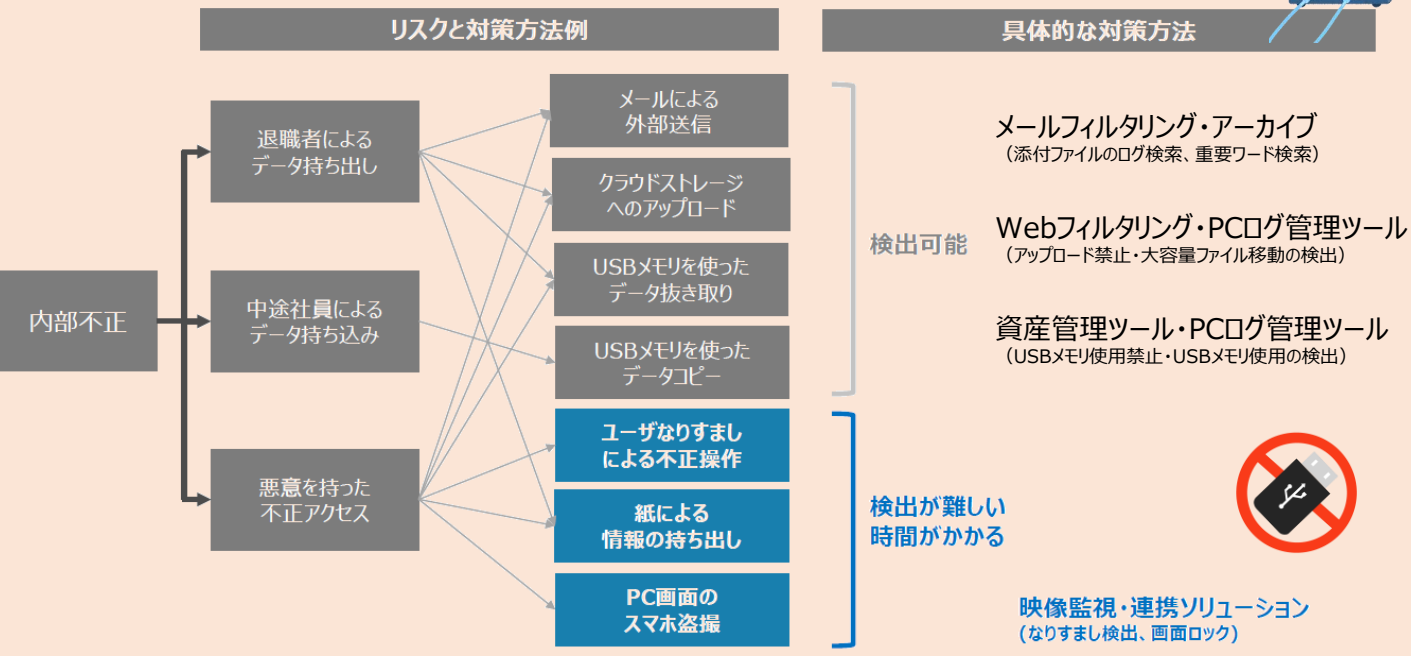 リスクと対策方法例
具体的な対策方法
内部不正
退職者による
データ持ち出し
中途社員による
データ持ち込み
悪意を持った
不正アクセス
メールによる
外部送信
クラウドストレージ
へのアップロード
USBメモリを使った
データ抜き取り
USBメモリを使った
データコピー
ユーザなりすまし
による不正操作
紙による
情報の持ち出し
PC画面の
スマホ盗撮
検出可能
検出が難しい
時間がかかる
メールフィルタリング・アーカイブ
（添付ファイルのログ検索、重要ワード検索）
Webフィルタリング・PCログ管理ツール
（アップロード禁止・大容量ファイル移動の検出）
資産管理ツール・PCログ管理ツール
（USBメモリ使用禁止・USBメモリ使用の検出）
映像監視・連携ソリューション
(なりすまし検出、画面ロック)